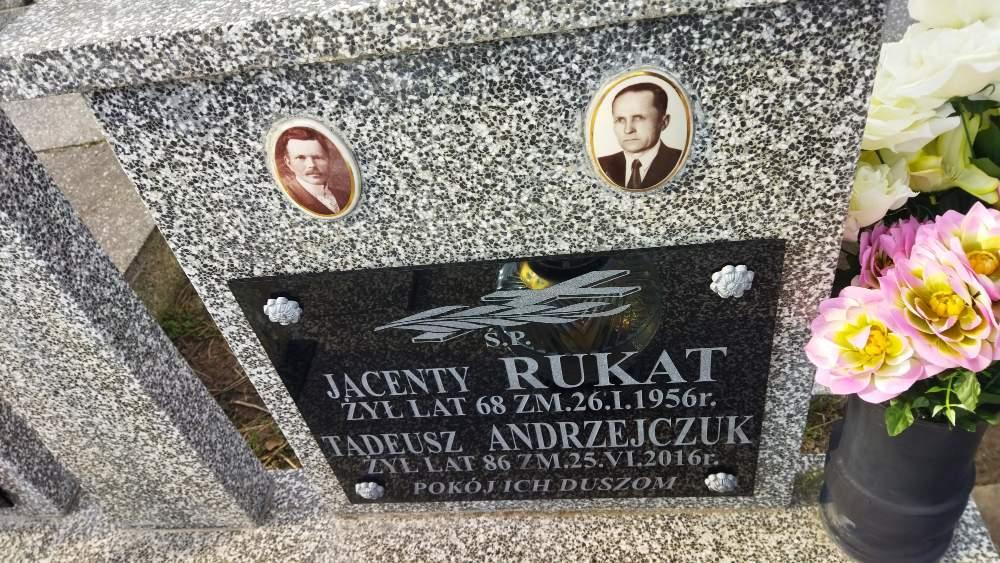 Ś.P.
JACENTY RUKAT
ŻYŁ LAT 68 ZM.26.I.1956r.
TADEUSZ ANDRZEJCZUK
ŻYŁ LAT 86 ZM.25.VI.2016r.
POKÓJ ICH DUSZOM